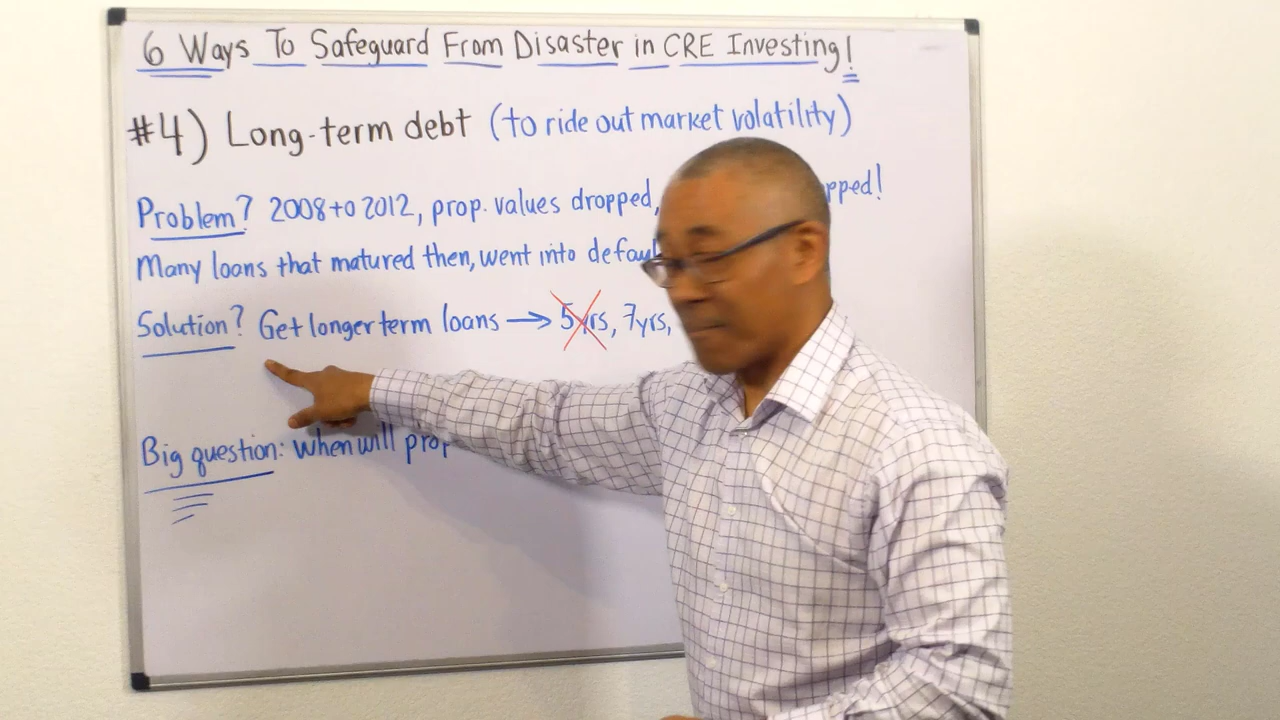 6 Ways To Safeguard From Disaster in CRE Investing!
#4) Long-term debt (to ride out market volatility)
Problem? 2008 to 2012, prop. values dropped,
Many loans that matured then, went into
Solution? Get longer term loans → 5yrs, 7yrs,
Big question: When will